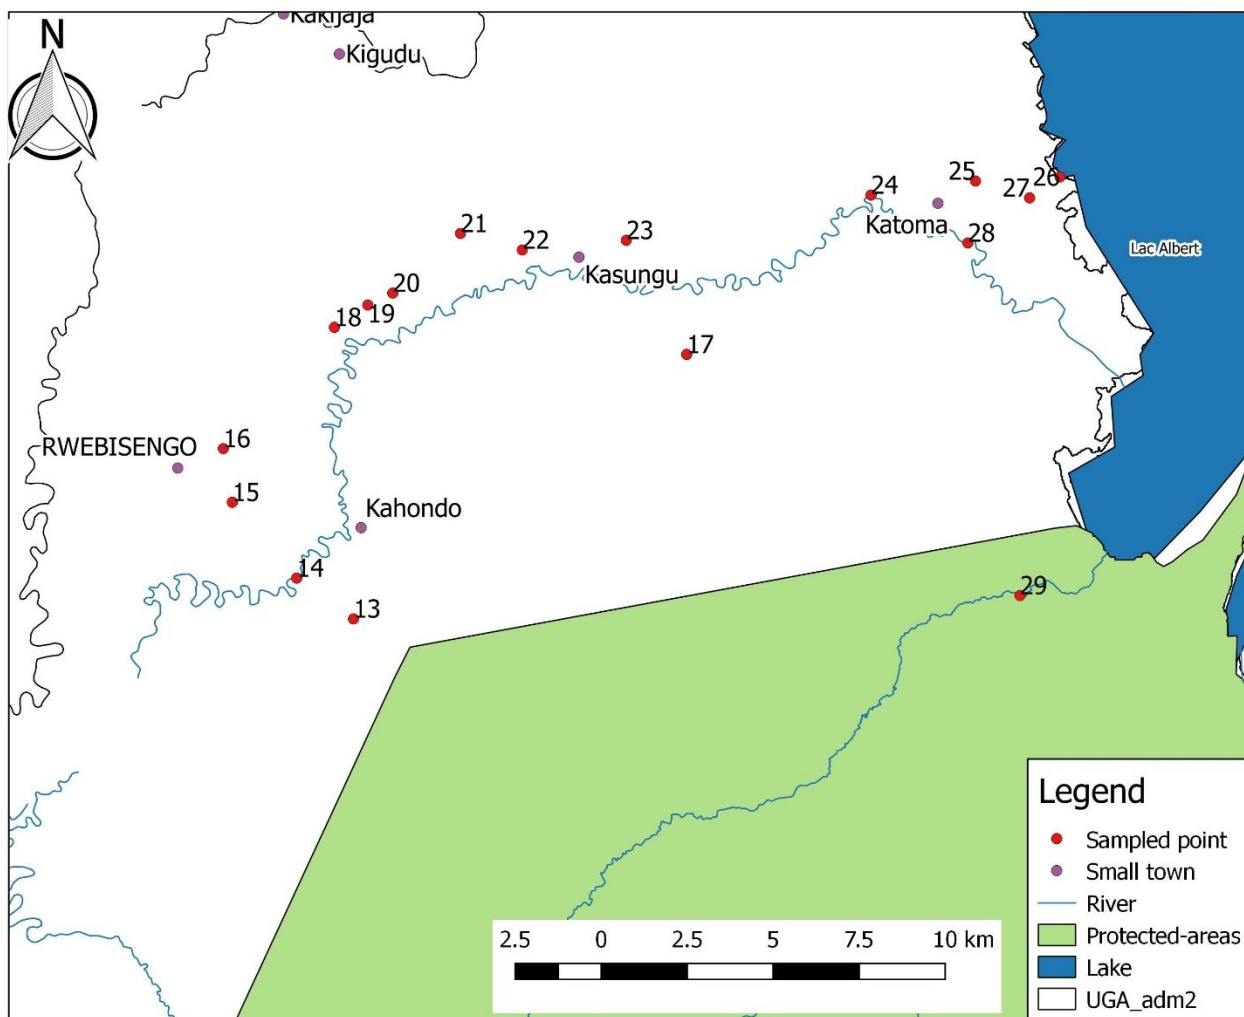 Kakijaja
N
Kigudu
25
26
24
27
Katoma
21
23
28
22
Lac Albert
Kasungu
20
19
18
17
16
RWEBISENGO
15
Kahondo
14
29
13
Legend
Sampled point
Small town
River
Protected-areas
Lake
UGA_adm2
2.5 0 2.5 5 7.5 10 km